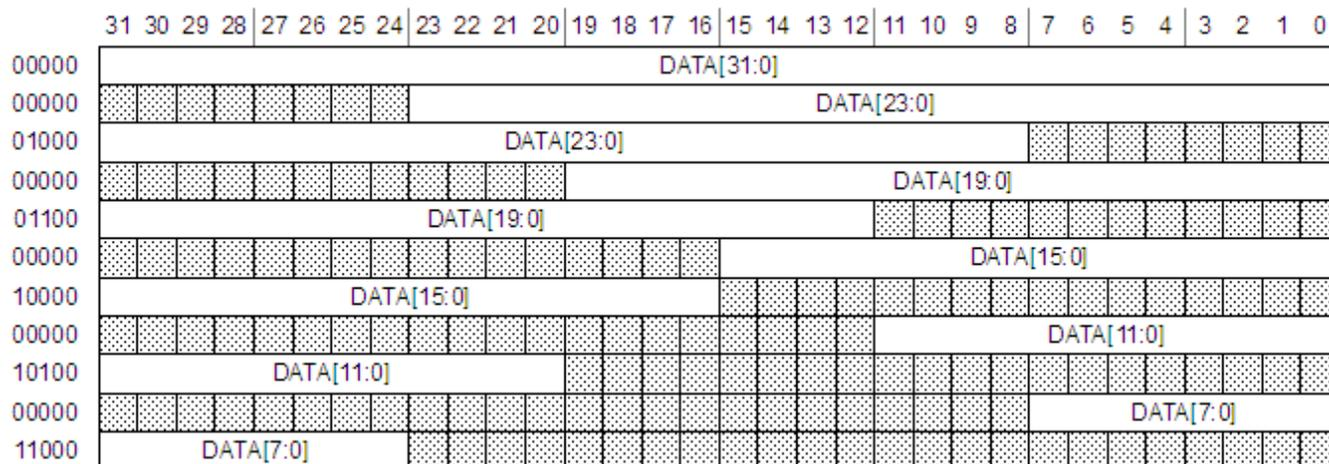 31 30 29 28 27 26 25 24 23 22 21 20 19 18 17 16 15 14 13 12 11 10 9 8 7 6 5 4 3 2 1 0
00000 DATA[31:0]
00000 DATA[23:0]
01000 DATA[23:0]
00000 DATA[19:0]
01100 DATA[19:0]
00000 DATA[15:0]
10000 DATA[15:0]
00000 DATA[11:0]
10100 DATA[11:0]
00000 DATA[7:0]
11000 DATA[7:0]